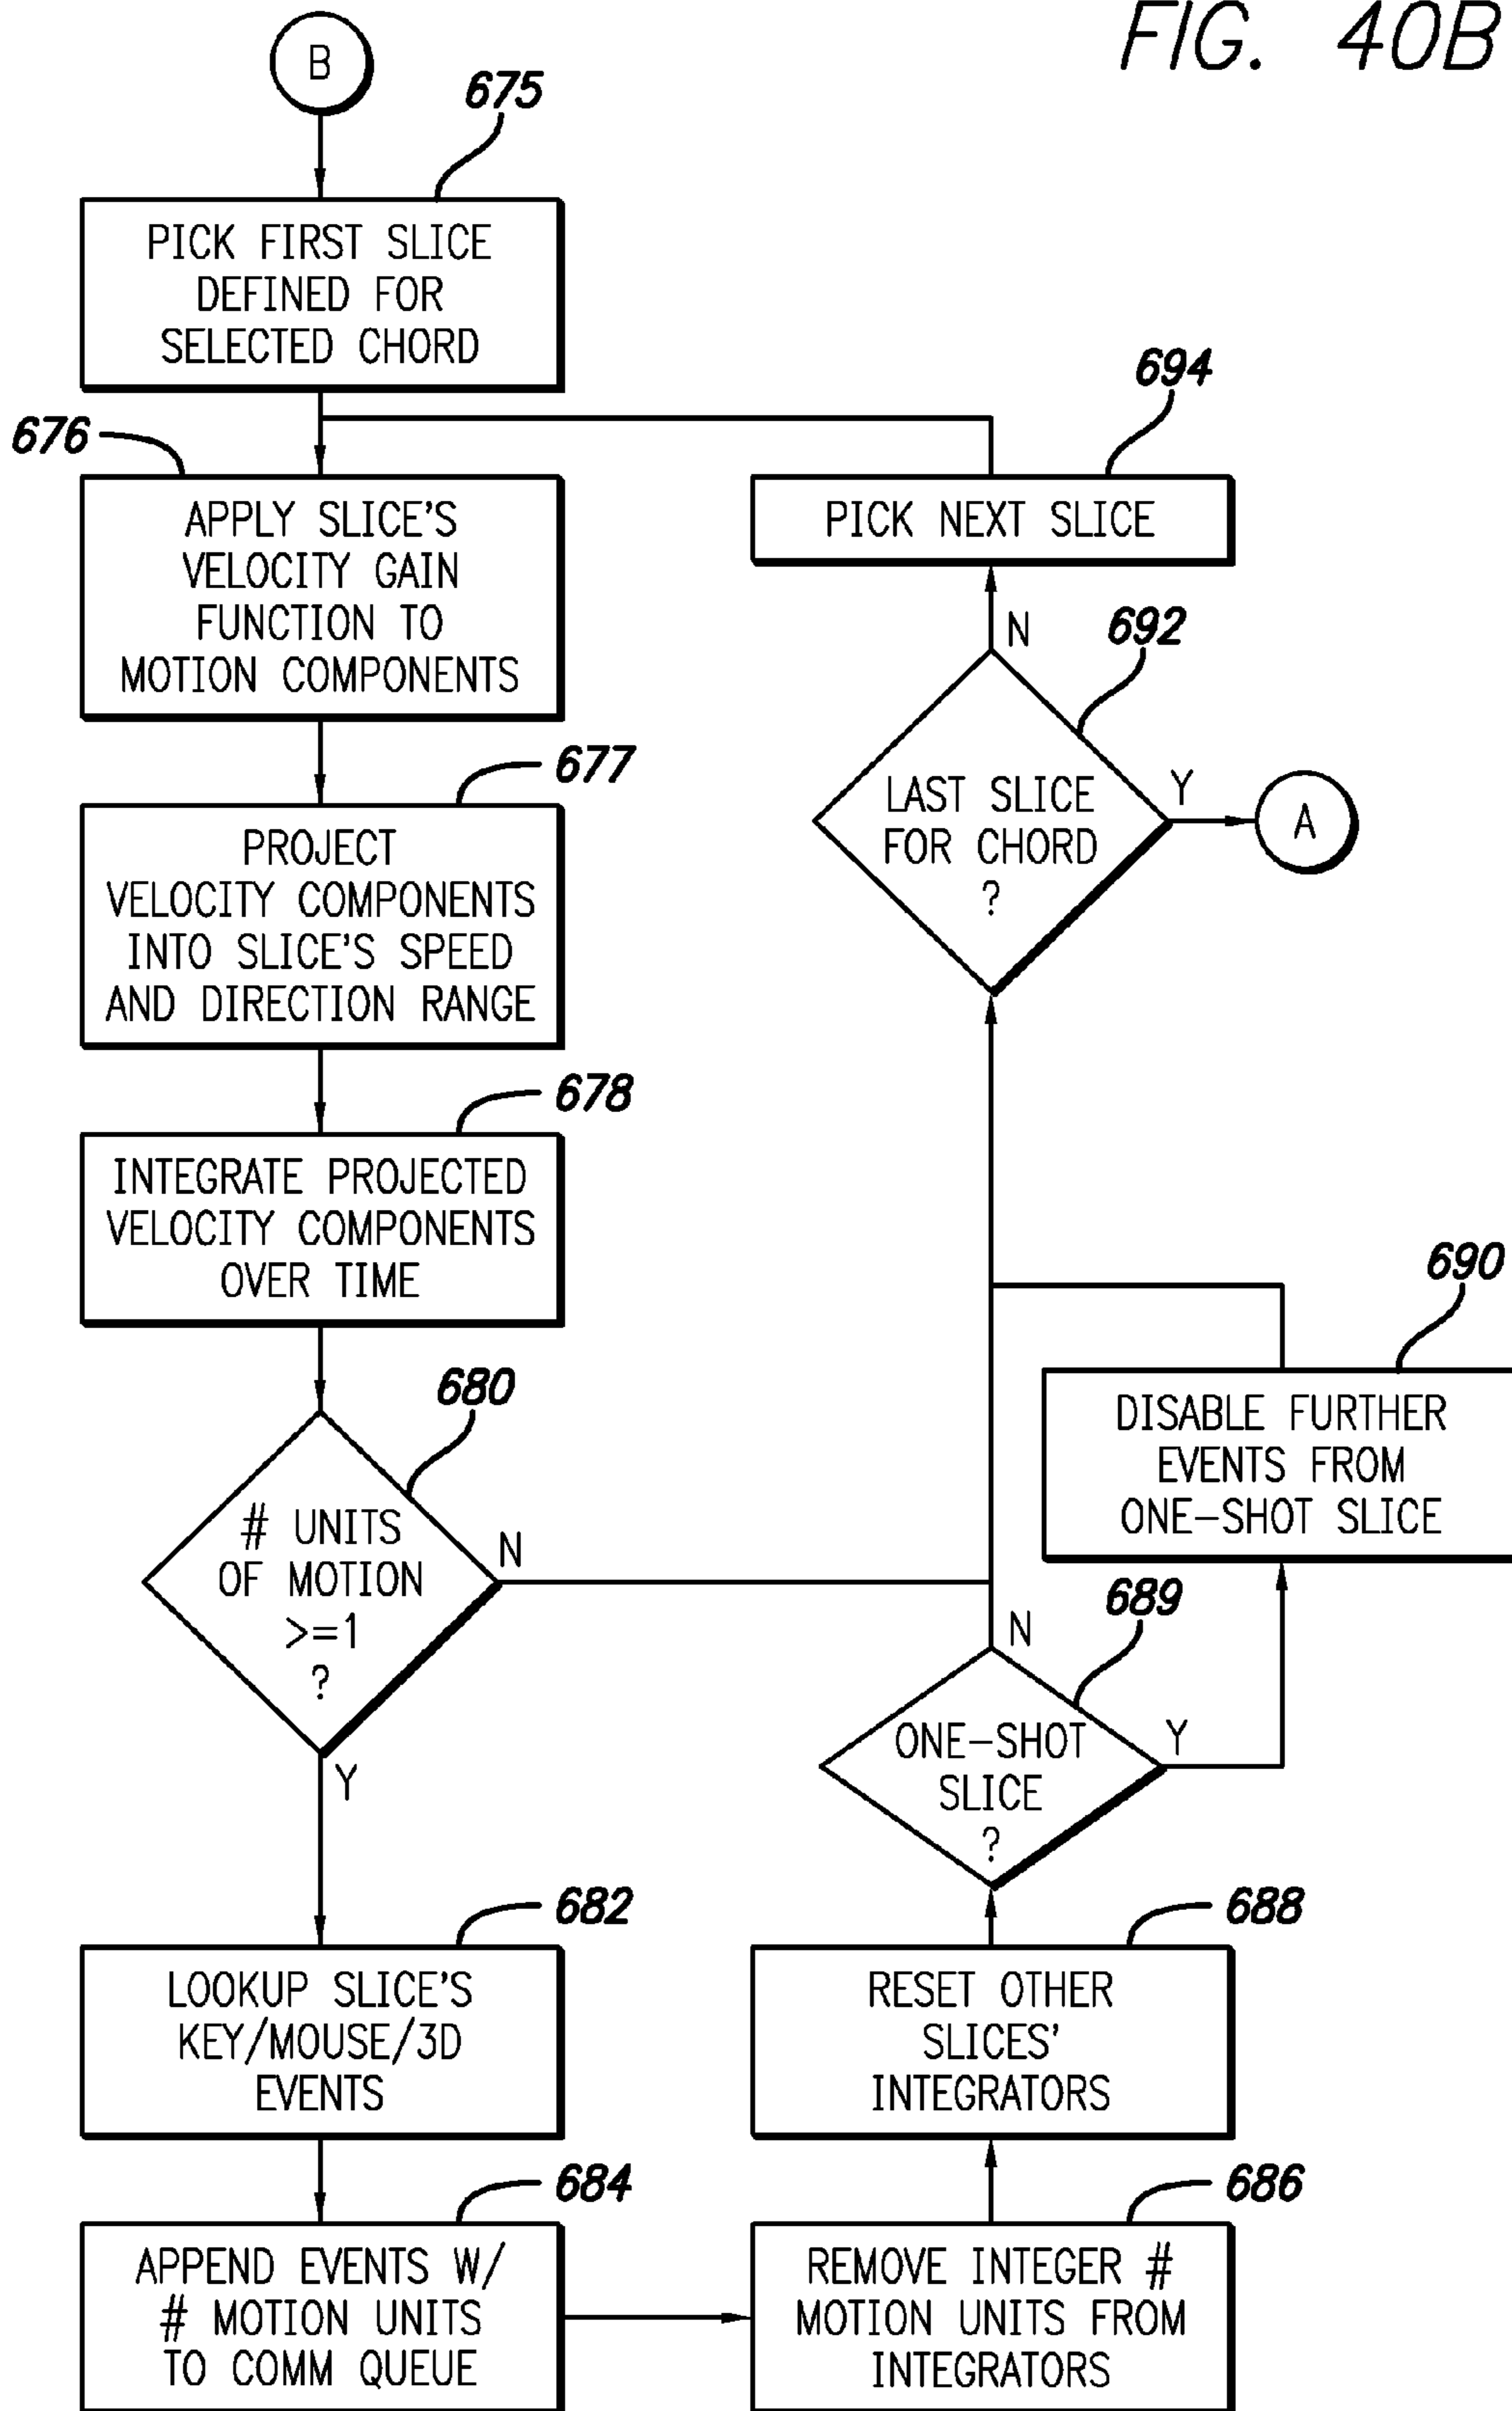 FIG. 40B
B
675
PICK FIRST SLICE
DEFINED FOR
SELECTED CHORD
676
APPLY SLICE'S
VELOCITY GAIN
FUNCTION TO
MOTION COMPONENTS
677
PROJECT
VELOCITY COMPONENTS
INTO SLICE'S SPEED
AND DIRECTION RANGE
678
INTEGRATE PROJECTED
VELOCITY COMPONENTS
OVER TIME
680
# UNITS
OF MOTION
>=1
?
N
Y
682
LOOKUP SLICE'S
KEY/MOUSE/3D
EVENTS
684
APPEND EVENTS W/
# MOTION UNITS
TO COMM QUEUE
686
REMOVE INTEGER #
MOTION UNITS FROM
INTEGRATORS
688
RESET OTHER
SLICES'
INTEGRATORS
689
ONE-SHOT
SLICE
?
N
Y
690
DISABLE FURTHER
EVENTS FROM
ONE-SHOT SLICE
692
LAST SLICE
FOR CHORD
?
N
Y
A
694
PICK NEXT SLICE